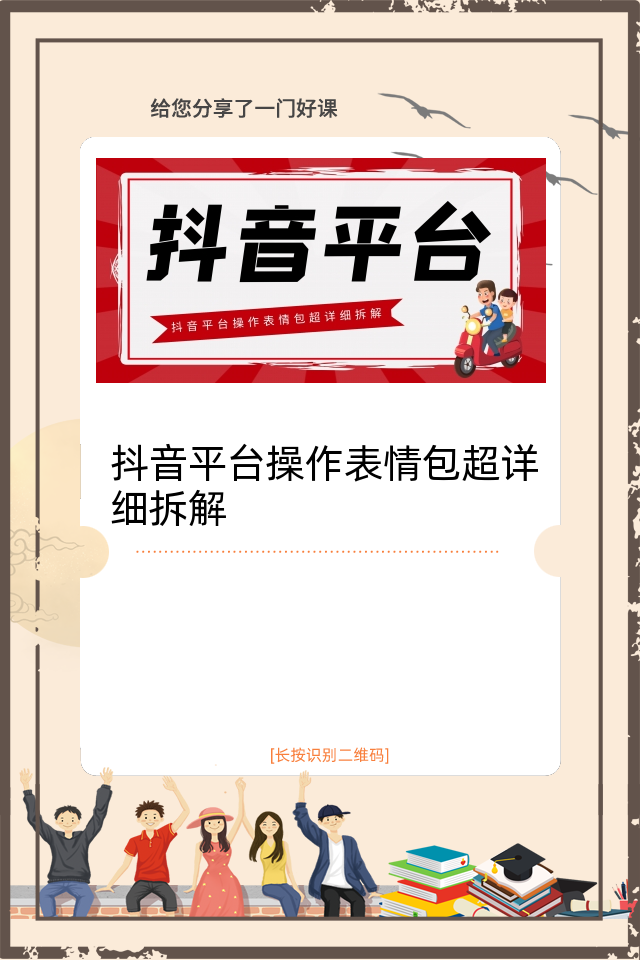 给您分享了一门好课
抖音平台
抖音平台操作表情包超详细拆解
抖音平台操作表情包超详
细拆解
[长按识别二维码]